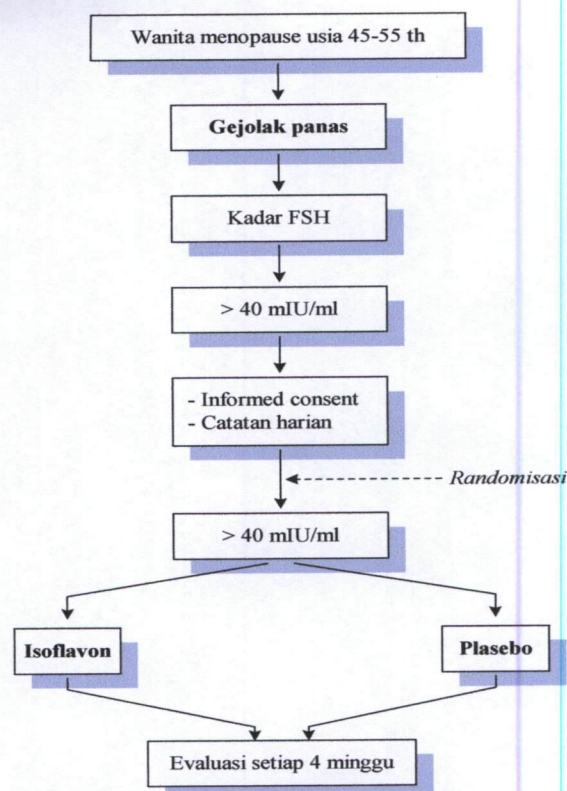 Wanita menopause usia 45-55 th
Gejolak panas
Kadar FSH
> 40 mIU/ml
- Informed consent
- Catatan harian
Randomisasi
> 40 mIU/ml
Isoflavon
Plasebo
Evaluasi setiap 4 minggu